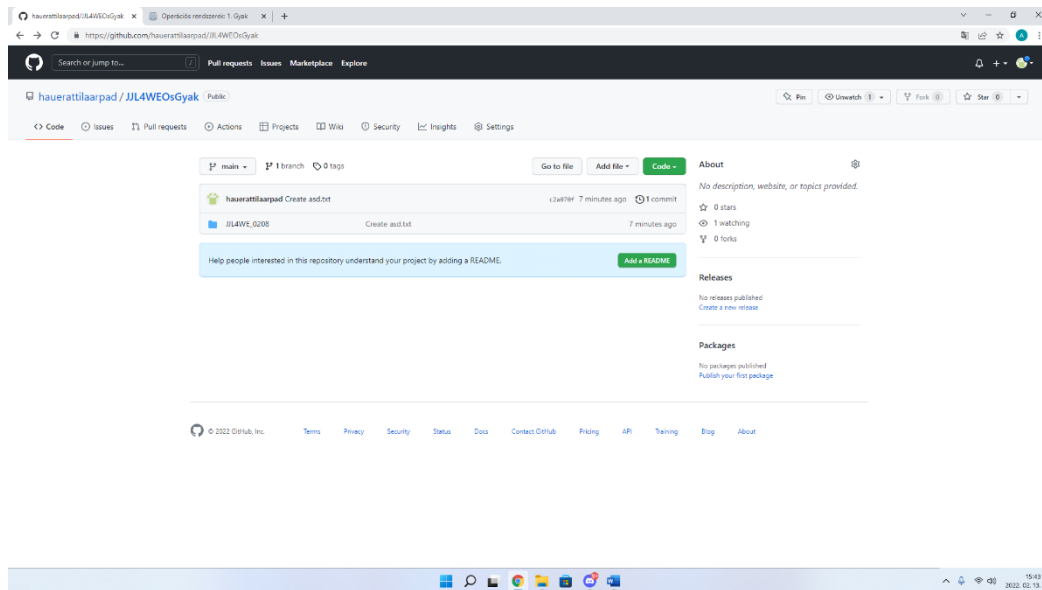 hauerattilaarpad/JJL4WEOsGyak
Operációs rendszerek: 1. Gyak
https://github.com/hauerattilaarpad/JJL4WEOsGyak
A
Search or jump to...
/
Pull requests Issues Marketplace Explore
hauerattilaarpad / JJL4WEOsGyak Public
Pin
Unwatch 1
Fork 0
Star 0
Code
Issues
Pull requests
Actions
Projects
Wiki
Security
Insights
Settings
main
1 branch
0 tags
Go to file
Add file
Code
hauerattilaarpad Create asd.txt
7 minutes ago
1 commit
JJL4WE_0208
Create asd.txt
7 minutes ago
Help people interested in this repository understand your project by adding a README.
Add a README
About
No description, website, or topics provided.
0 stars
1 watching
0 forks
Releases
No releases published
Create a new release
Packages
No packages published
Publish your first package
© 2022 GitHub, Inc.
Terms
Privacy
Security
Status
Docs
Contact GitHub
Pricing
API
Training
Blog
About
15:43
2022. 02. 13.